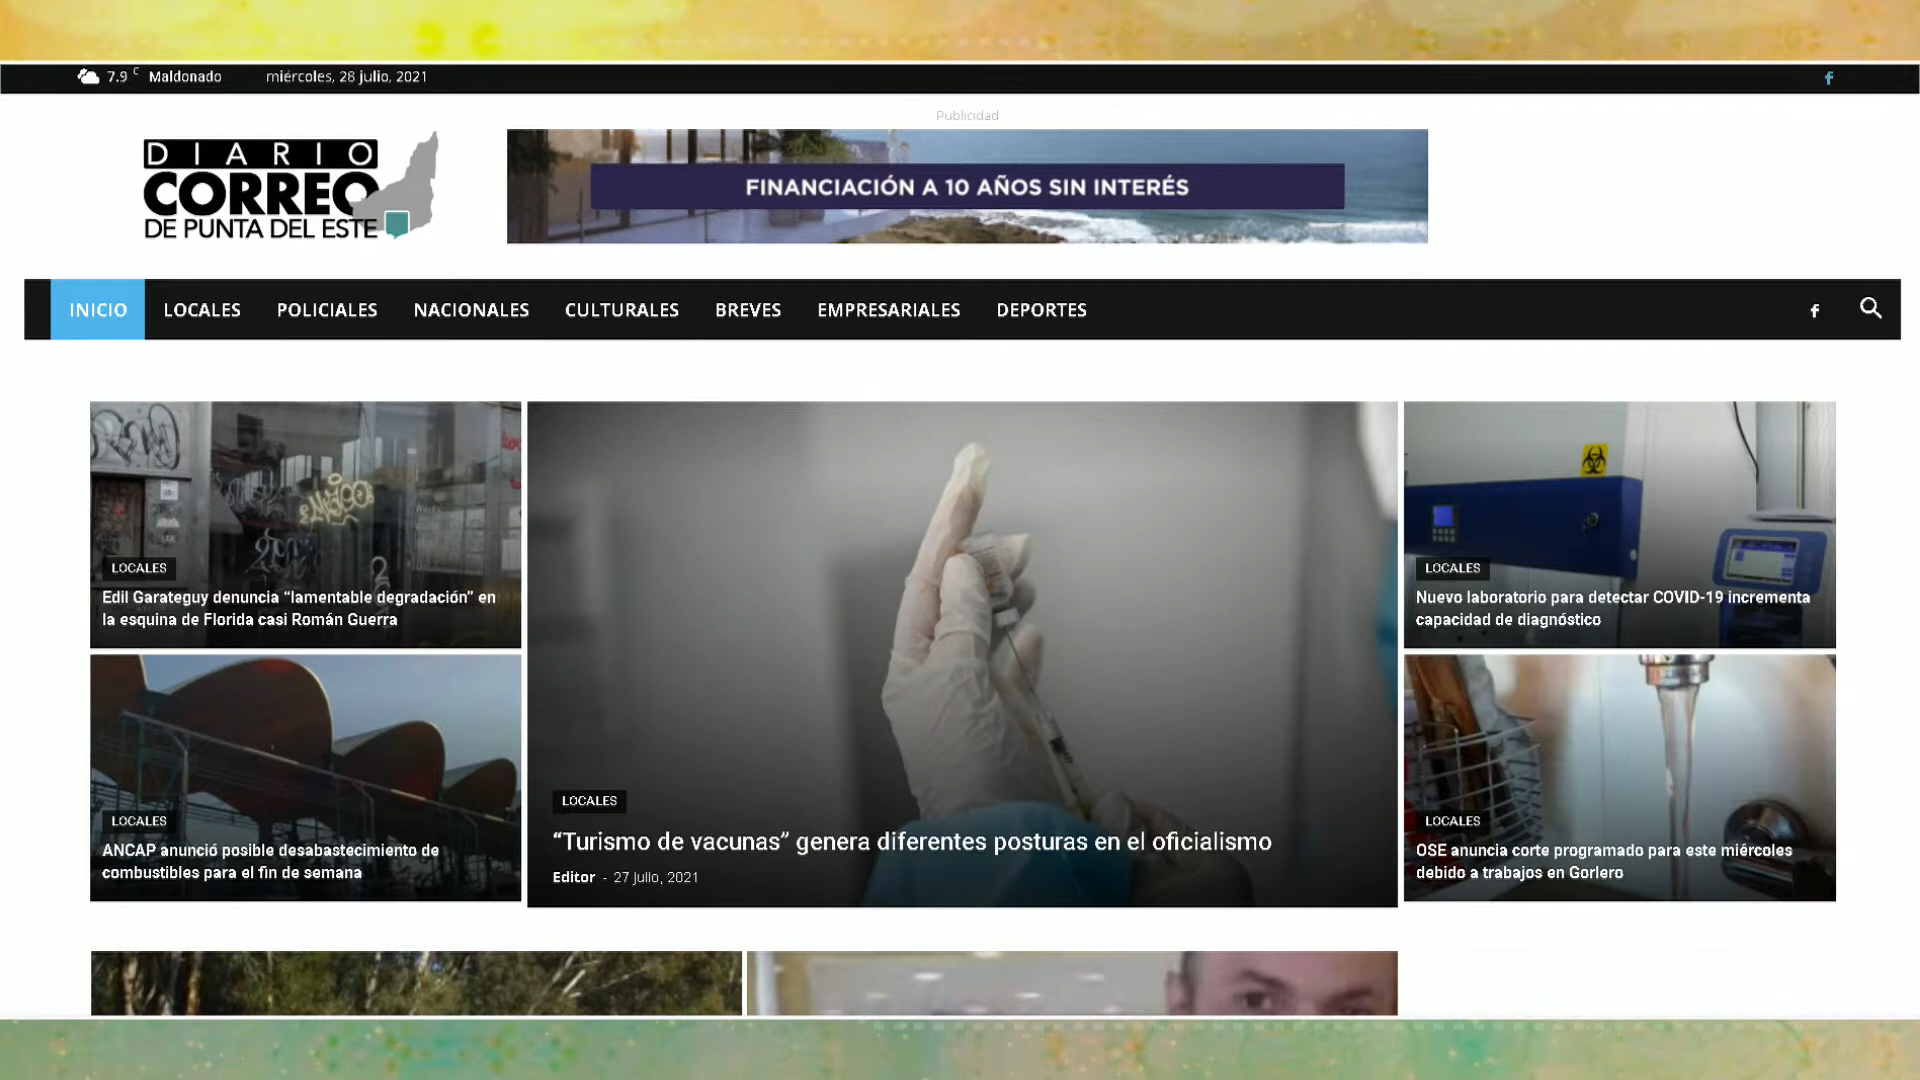 7.9 C Maldonado miércoles, 28 julio, 2021
Publicidad
DIARIO
CORREO
DE PUNTA DEL ESTE
FINANCIACIÓN A 10 AÑOS SIN INTERÉS
INICIO LOCALES POLICIALES NACIONALES CULTURALES BREVES EMPRESARIALES DEPORTES
LOCALES
Edil Garateguy denuncia “lamentable degradación” en
la esquina de Florida casi Román Guerra
LOCALES
ANCAP anunció posible desabastecimiento de
combustibles para el fin de semana
LOCALES
“Turismo de vacunas” genera diferentes posturas en el oficialismo
Editor - 27 julio, 2021
LOCALES
Nuevo laboratorio para detectar COVID-19 incrementa
capacidad de diagnóstico
LOCALES
OSE anuncia corte programado para este miércoles
debido a trabajos en Gorlero